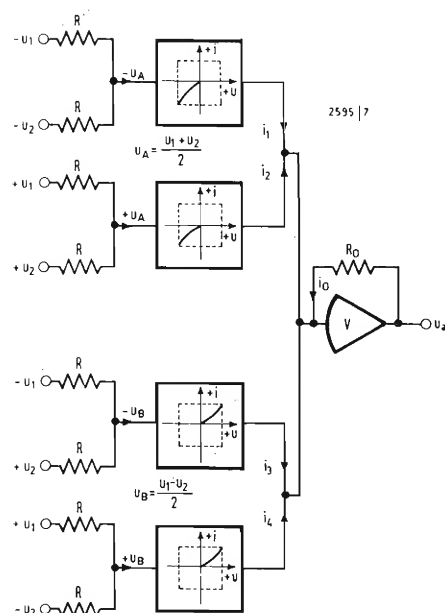 -u1 R +i
-uA +u
-u2 R i1 2595|7
uA = u1 + u2 / 2
i2
+u1 R +i
+uA +u
+u2 R R0
i0
V ua
-u1 R +i
-uB +u
+u2 R i3
uB = u1 - u2 / 2
i4
+u1 R +i
+uB +u
-u2 R